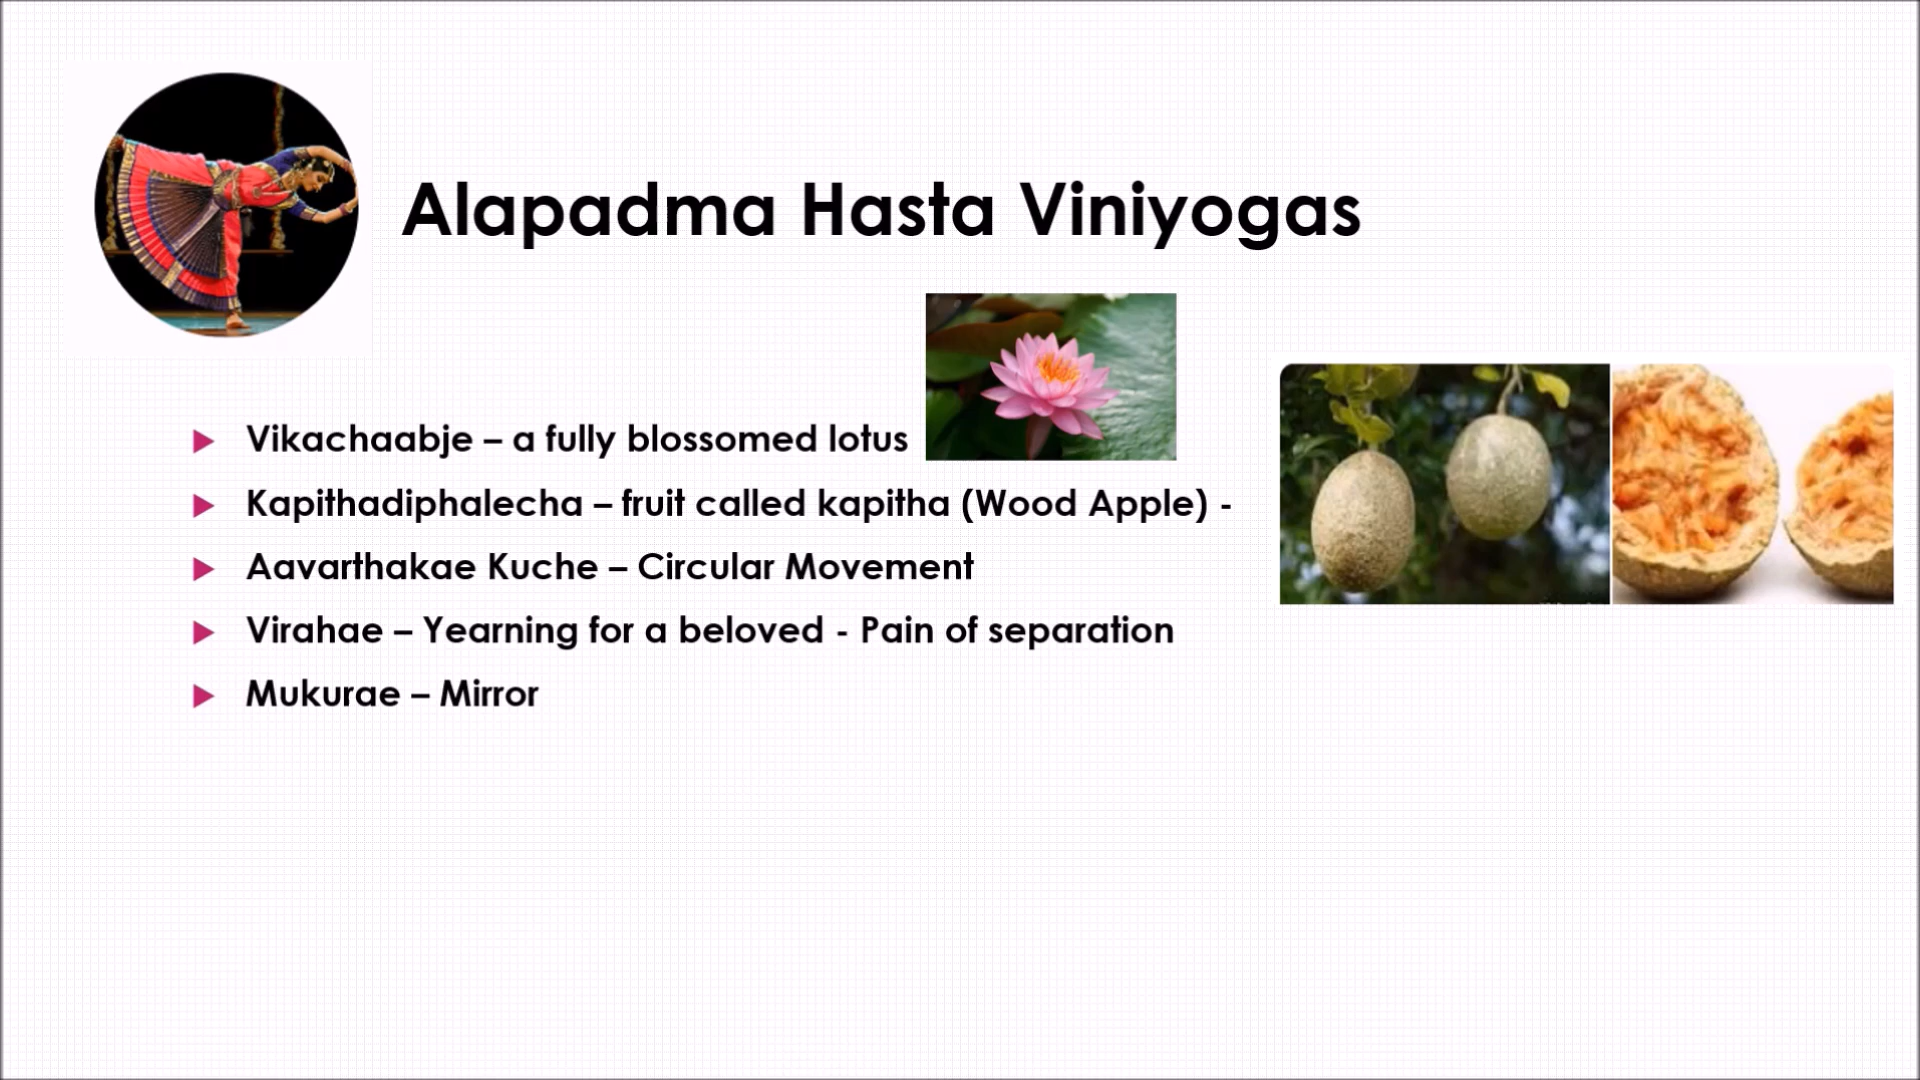 Alapadma Hasta Viniyogas
Vikachaabje – a fully blossomed lotus
Kapithadiphalecha – fruit called kapitha (Wood Apple) -
Aavarthakae Kuche – Circular Movement
Virahae – Yearning for a beloved - Pain of separation
Mukurae – Mirror